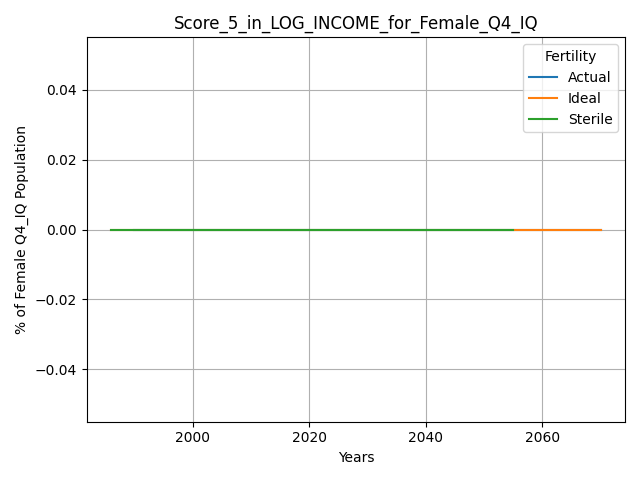 Score_5_in_LOG_INCOME_for_Female_Q4_IQ
Fertility
Actual
Ideal
Sterile
% of Female Q4_IQ Population
0.04
0.02
0.00
−0.02
−0.04
2000 2020 2040 2060
Years